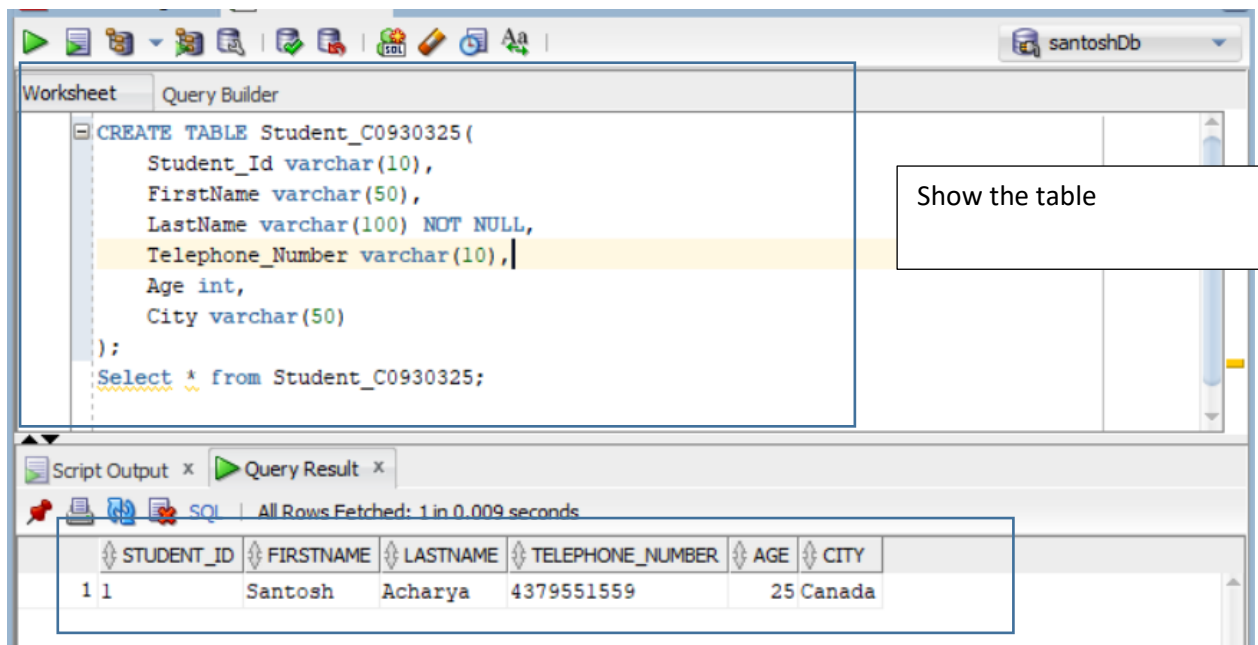 santoshDb
Worksheet Query Builder
CREATE TABLE Student_C0930325(
Student_Id varchar(10),
FirstName varchar(50),
LastName varchar(100) NOT NULL,
Telephone_Number varchar(10),
Age int,
City varchar(50)
);
Select * from Student_C0930325;
Show the table
Script Output x Query Result x
SQL | All Rows Fetched: 1 in 0.009 seconds
STUDENT_ID FIRSTNAME LASTNAME TELEPHONE_NUMBER AGE CITY
1 1 Santosh Acharya 4379551559 25 Canada